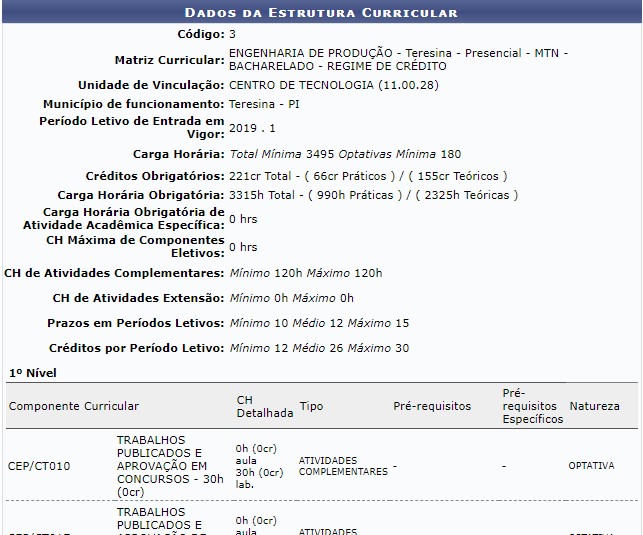 DADOS DA ESTRUTURA CURRICULAR
Código: 3
Matriz Curricular: ENGENHARIA DE PRODUÇÃO - Teresina - Presencial - MTN -
BACHARELADO - REGIME DE CRÉDITO
Unidade de Vinculação: CENTRO DE TECNOLOGIA (11.00.28)
Município de funcionamento: Teresina - PI
Período Letivo de Entrada em
Vigor: 2019 . 1
Carga Horária: Total Mínima 3495 Optativas Mínima 180
Créditos Obrigatórios: 221cr Total - ( 66cr Práticos ) / ( 155cr Teóricos )
Carga Horária Obrigatória: 3315h Total - ( 990h Práticas ) / ( 2325h Teóricas )
Carga Horária Obrigatória de
Atividade Acadêmica Específica: 0 hrs
CH Máxima de Componentes
Eletivos: 0 hrs
CH de Atividades Complementares: Mínimo 120h Máximo 120h
CH de Atividades Extensão: Mínimo 0h Máximo 0h
Prazos em Períodos Letivos: Mínimo 10 Médio 12 Máximo 15
Créditos por Período Letivo: Mínimo 12 Médio 26 Máximo 30
1º Nível
Componente Curricular CH Detalhada Tipo Pré-requisitos Pré-requisitos Específicos Natureza
CEP/CT010 TRABALHOS
PUBLICADOS E
APROVAÇÃO EM
CONCURSOS - 30h
(0cr)
0h (0cr)
aula
30h (0cr)
lab.
ATIVIDADES
COMPLEMENTARES - - OPTATIVA
TRABALHOS
PUBLICADOS E
0h (0cr)
aula
ATIVIDADES